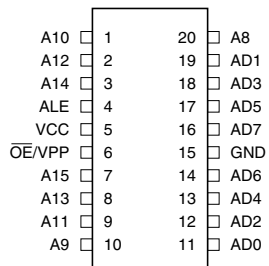 A10 1 20 A8
A12 2 19 AD1
A14 3 18 AD3
ALE 4 17 AD5
VCC 5 16 AD7
O̅E̅/VPP 6 15 GND
A15 7 14 AD6
A13 8 13 AD4
A11 9 12 AD2
A9 10 11 AD0